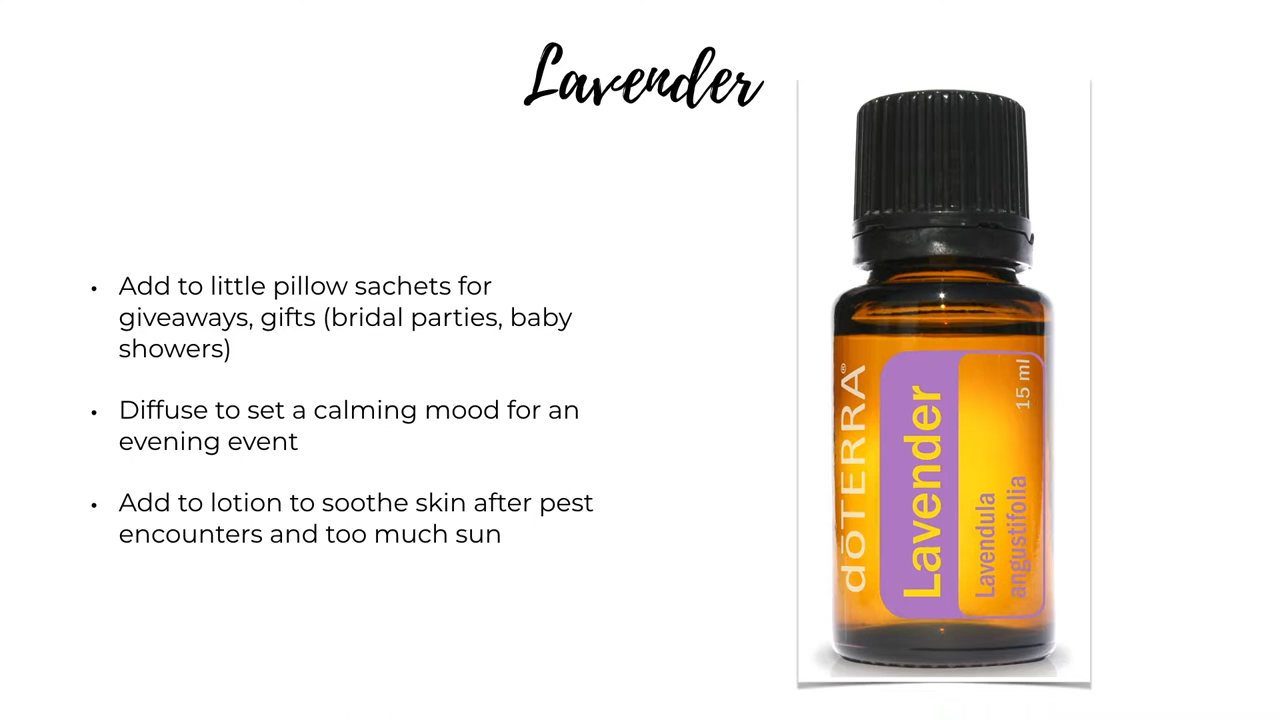 Lavender
• Add to little pillow sachets for
giveaways, gifts (bridal parties, baby
showers)
• Diffuse to set a calming mood for an
evening event
• Add to lotion to soothe skin after pest
encounters and too much sun
dōTERRA®
Lavender
15 ml
Lavendula
angustifolia